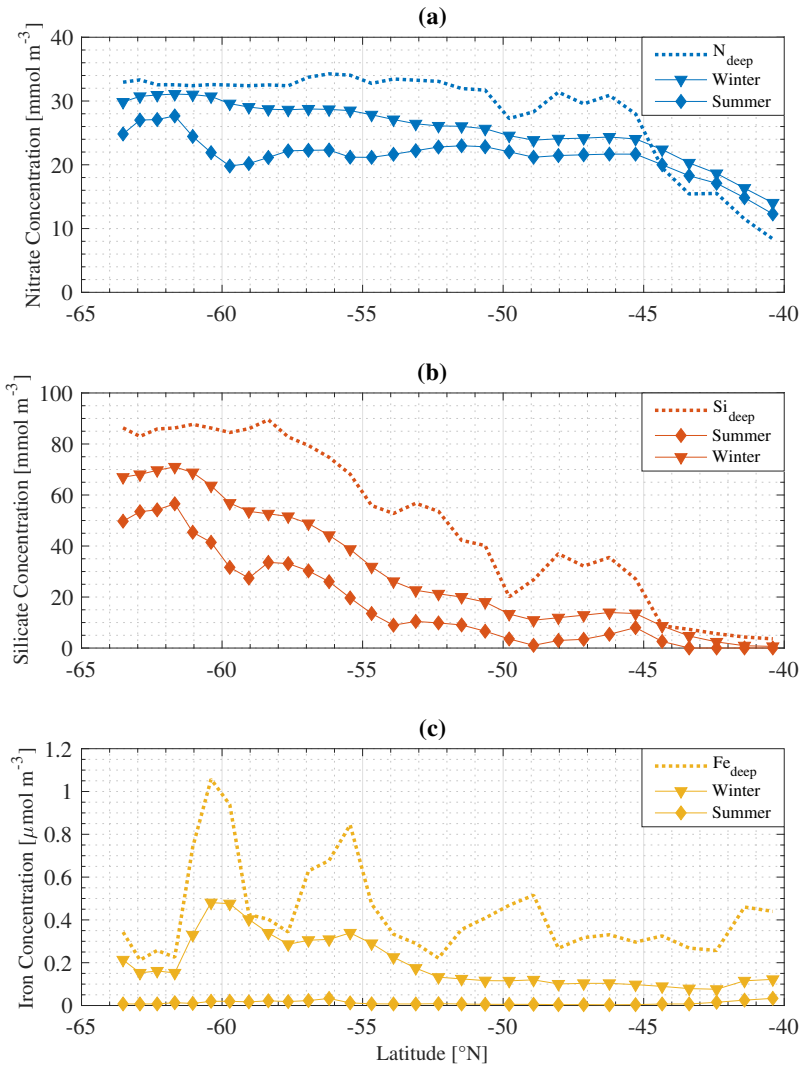 (a)
Nitrate Concentration [mmol m⁻³]
40
30
20
10
0
N_deep
Winter
Summer
-65 -60 -55 -50 -45 -40
(b)
Silicate Concentration [mmol m⁻³]
100
80
60
40
20
0
Si_deep
Summer
Winter
-65 -60 -55 -50 -45 -40
(c)
Iron Concentration [μmol m⁻³]
1.2
1
0.8
0.6
0.4
0.2
0
Fe_deep
Winter
Summer
-65 -60 -55 -50 -45 -40
Latitude [°N]